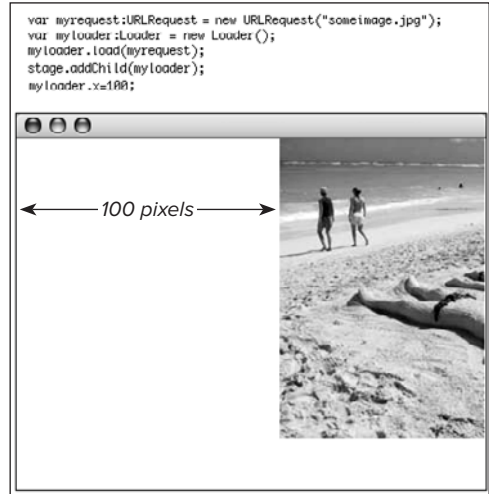 var myrequest:URLRequest = new URLRequest("someimage.jpg");
var myloader:Loader = new Loader();
myloader.load(myrequest);
stage.addChild(myloader);
myloader.x=100;
100 pixels